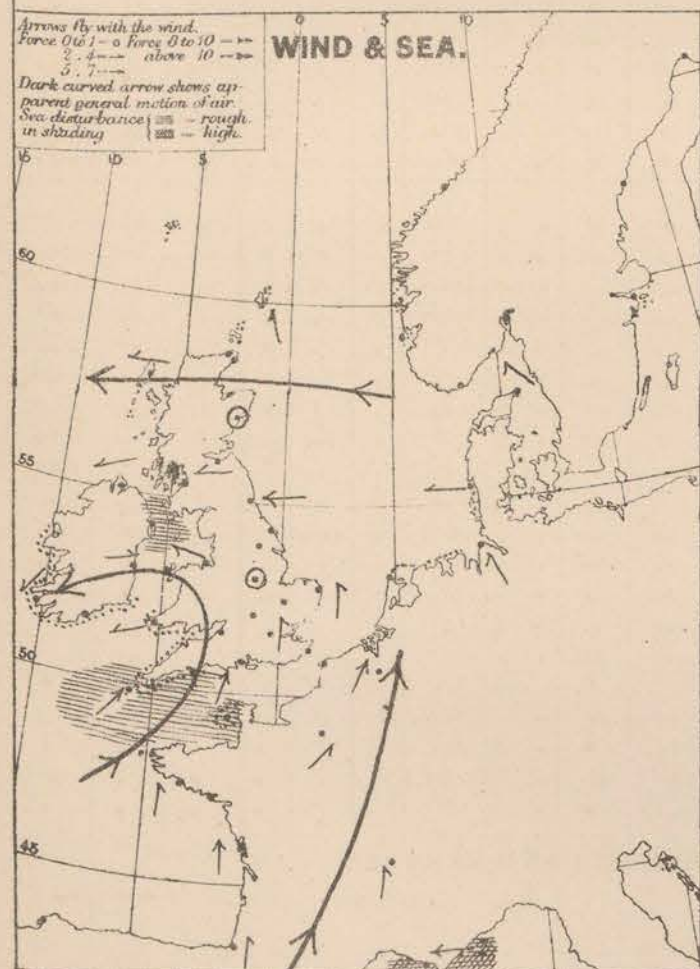 Arrows fly with the wind.
Force 0 to 1 – o Force 8 to 10 –
2 . 4 – above 10 –
5 . 7 –
Dark curved arrow shows ap-
parent general motion of air.
Sea disturbance – rough.
in shading – high.
WIND & SEA.
15 10 5 0 5 10
60
55
50
45